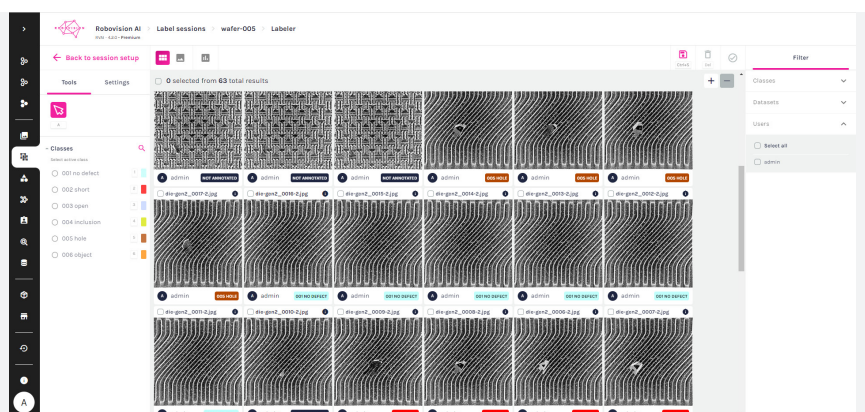 Robovision AI > Label sessions > wafer-005 > Labeler
Back to session setup
Filter
Tools
Settings
0 selected from 63 total results
Classes
Datasets
Users
Select all
admin
Classes
Select active class
001 no defect
002 short
003 open
004 inclusion
005 hole
006 object
A admin NOT ANNOTATED
A admin NOT ANNOTATED
A admin NOT ANNOTATED
A admin 005 HOLE
A admin 005 HOLE
A admin 005 HOLE
die-gen2_0017-2.jpg
die-gen2_0016-2.jpg
die-gen2_0015-2.jpg
die-gen2_0014-2.jpg
die-gen2_0013-2.jpg
die-gen2_0012-2.jpg
A admin 005 HOLE
A admin 001 NO DEFECT
A admin 001 NO DEFECT
A admin 001 NO DEFECT
A admin 001 NO DEFECT
A admin 001 NO DEFECT
die-gen2_0011-2.jpg
die-gen2_0010-2.jpg
die-gen2_0009-2.jpg
die-gen2_0008-2.jpg
die-gen2_0006-2.jpg
die-gen2_0007-2.jpg
A